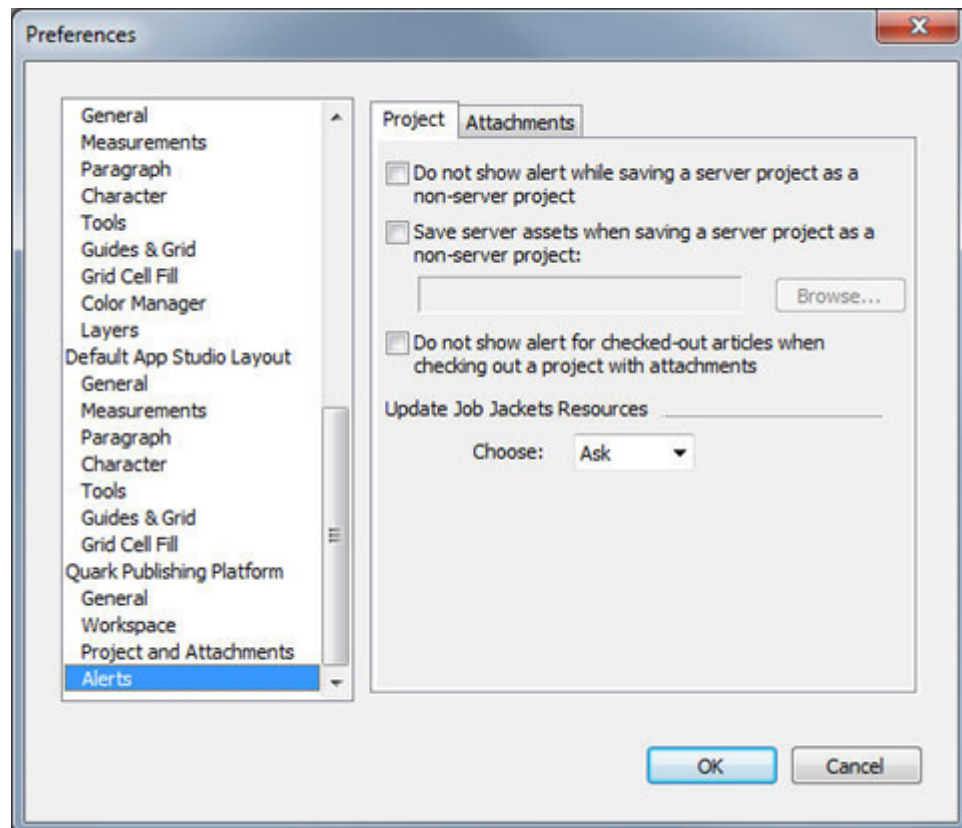 Preferences
General
Measurements
Paragraph
Character
Tools
Guides & Grid
Grid Cell Fill
Color Manager
Layers
Default App Studio Layout
General
Measurements
Paragraph
Character
Tools
Guides & Grid
Grid Cell Fill
Quark Publishing Platform
General
Workspace
Project and Attachments
Alerts
Project
Attachments
Do not show alert while saving a server project as a
non-server project
Save server assets when saving a server project as a
non-server project:
Browse...
Do not show alert for checked-out articles when
checking out a project with attachments
Update Job Jackets Resources
Choose: Ask
OK
Cancel